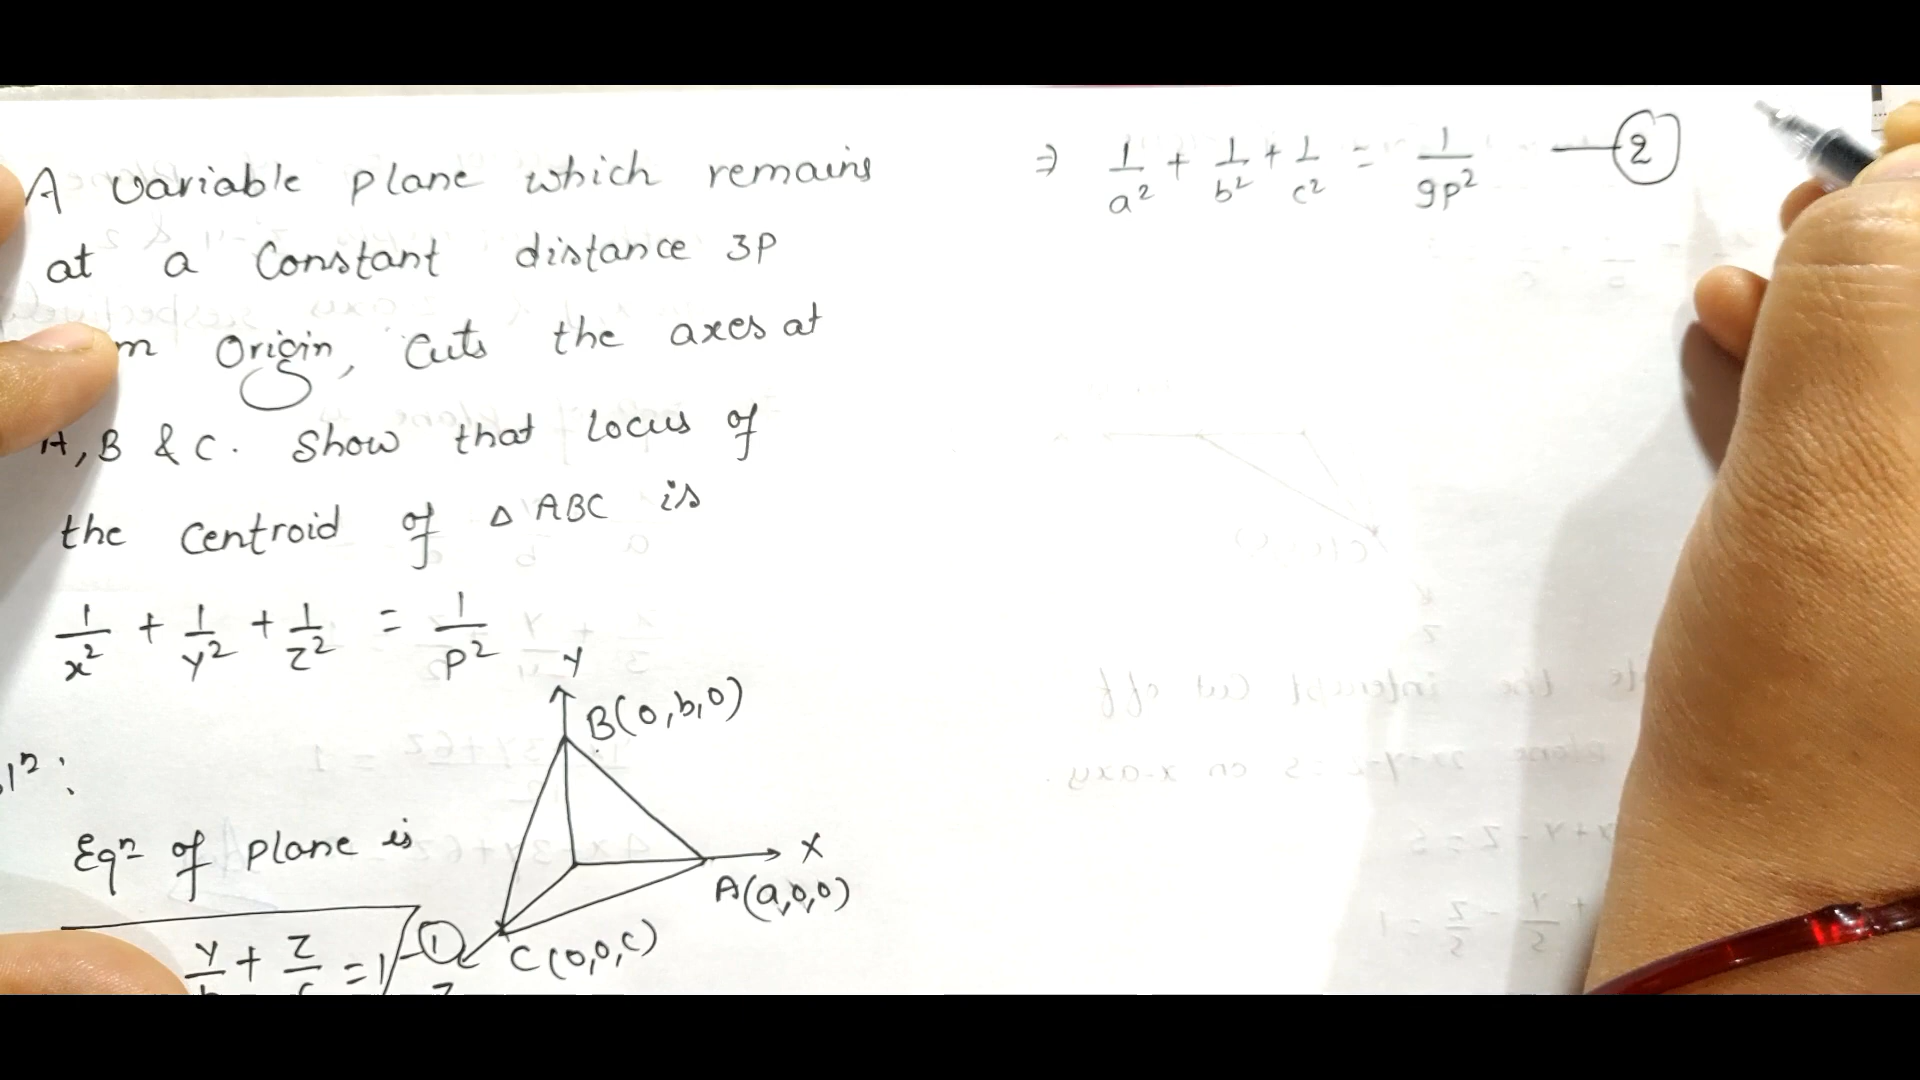 A variable plane which remains
at a constant distance 3P
m origin, cuts the axes at
A, B & C. Show that locus of
the centroid of △ ABC is
1/x² + 1/y² + 1/z² = 1/P²
Y
B(0,b,0)
lⁿ:
Eqⁿ of plane is
X
A(a,0,0)
y/b + z/c = 1 — ①
C(0,0,c)
Z
⇒ 1/a² + 1/b² + 1/c² = 1/9P² — ②